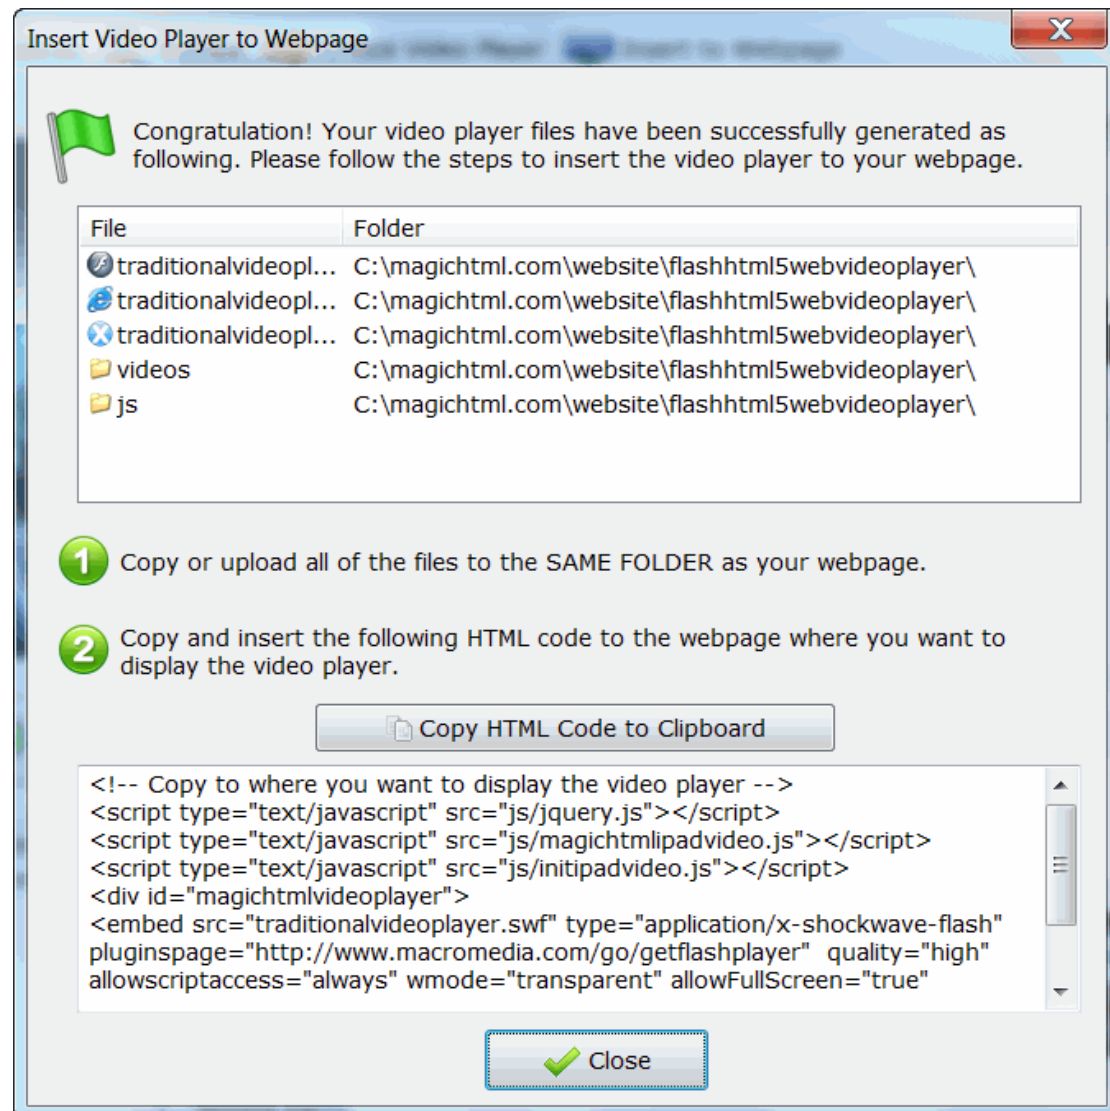 Insert Video Player to Webpage
Congratulation! Your video player files have been successfully generated as
following. Please follow the steps to insert the video player to your webpage.
File Folder
traditionalvideopl... C:\magichtml.com\website\flashhtml5webvideoplayer\
traditionalvideopl... C:\magichtml.com\website\flashhtml5webvideoplayer\
traditionalvideopl... C:\magichtml.com\website\flashhtml5webvideoplayer\
videos C:\magichtml.com\website\flashhtml5webvideoplayer\
js C:\magichtml.com\website\flashhtml5webvideoplayer\
1 Copy or upload all of the files to the SAME FOLDER as your webpage.
2 Copy and insert the following HTML code to the webpage where you want to
display the video player.
Copy HTML Code to Clipboard
<!-- Copy to where you want to display the video player -->
<script type="text/javascript" src="js/jquery.js"></script>
<script type="text/javascript" src="js/magichtmlipadvideo.js"></script>
<script type="text/javascript" src="js/initipadvideo.js"></script>
<div id="magichtmlvideoplayer">
<embed src="traditionalvideoplayer.swf" type="application/x-shockwave-flash"
pluginspage="http://www.macromedia.com/go/getflashplayer"  quality="high"
allowscriptaccess="always" wmode="transparent" allowFullScreen="true"
Close